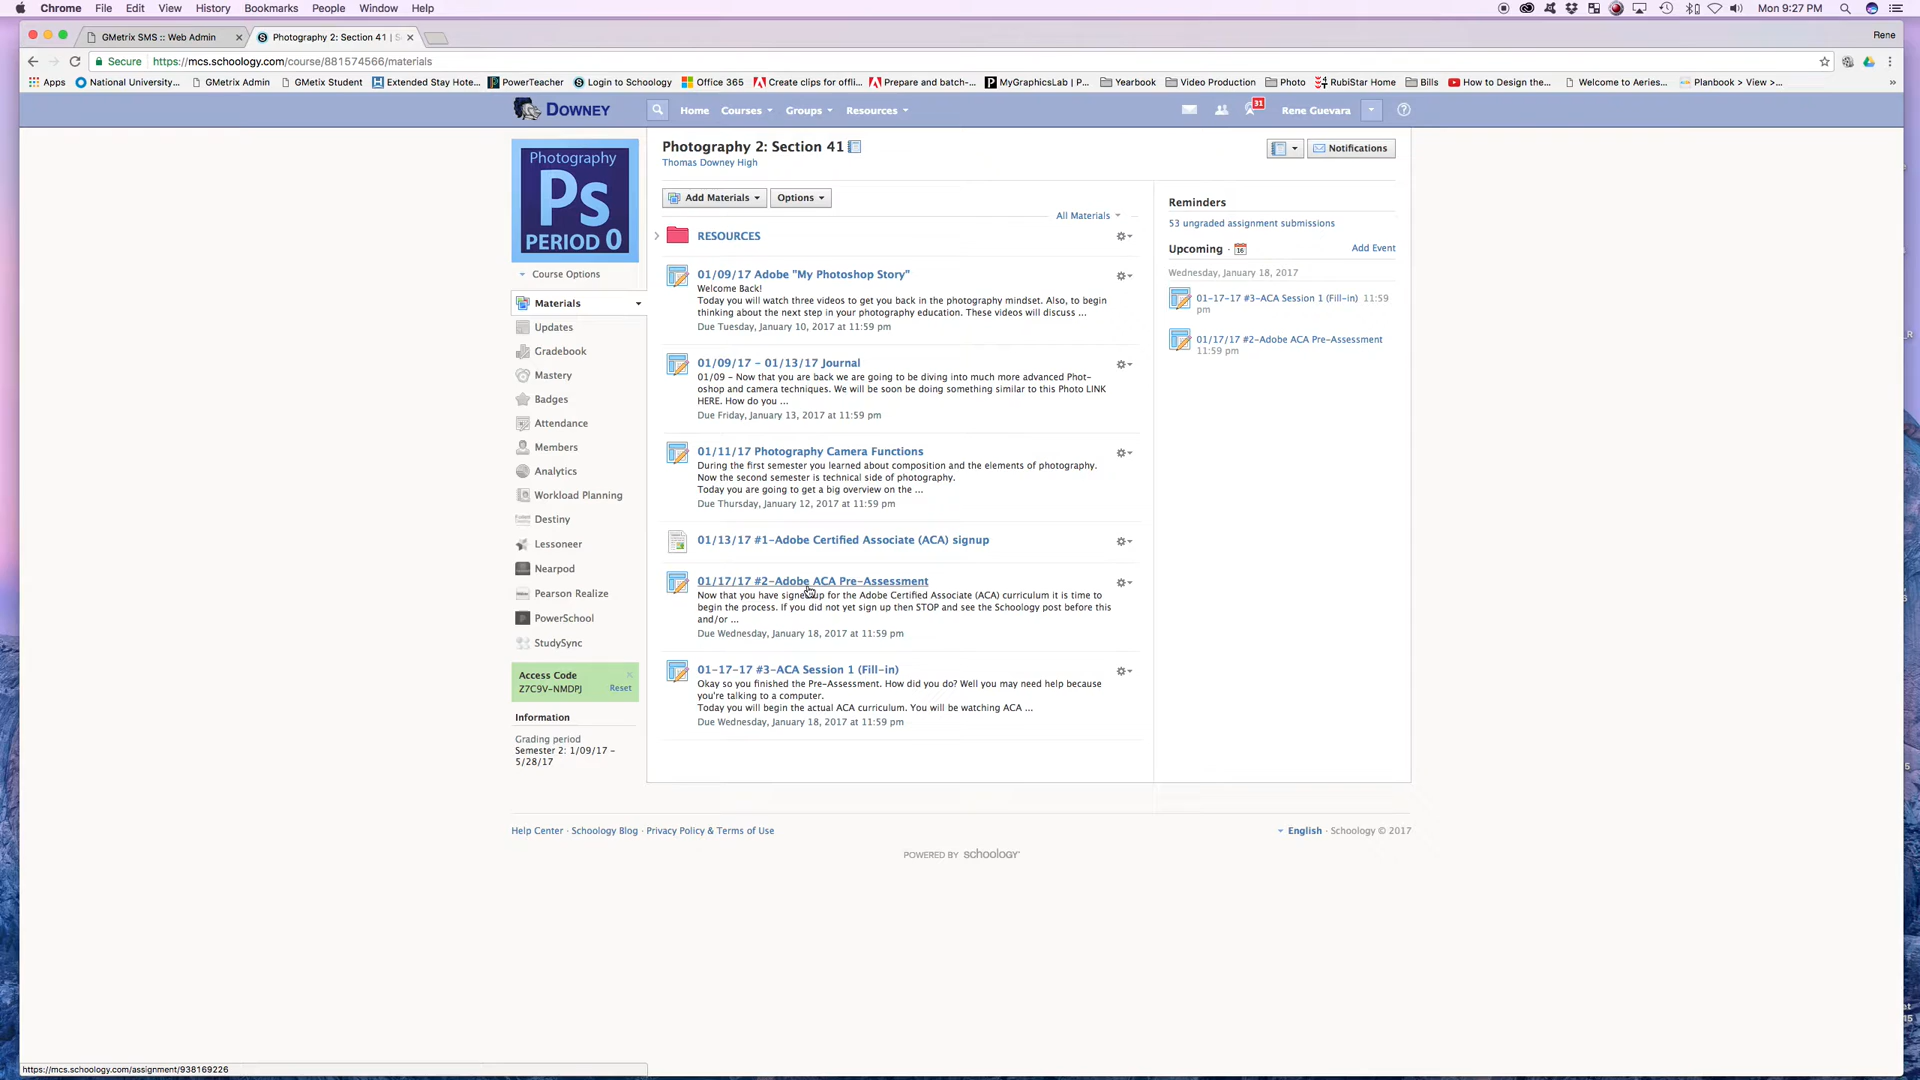 Chrome File Edit View History Bookmarks People Window Help Mon 9:27 PM
GMetrix SMS :: Web Admin Photography 2: Section 41 | S Rene
Secure https://mcs.schoology.com/course/881574566/materials
Apps National University... GMetrix Admin GMetix Student Extended Stay Hote... PowerTeacher Login to Schoology Office 365 Create clips for offli... Prepare and batch-... MyGraphicsLab | P... Yearbook Video Production Photo RubiStar Home Bills How to Design the... Welcome to Aeries... Planbook > View >... »
DOWNEY Home Courses Groups Resources 31 Rene Guevara
Photography
Ps
PERIOD 0
Course Options
Materials
Updates
Gradebook
Mastery
Badges
Attendance
Members
Analytics
Workload Planning
Destiny
Lessoneer
Nearpod
Pearson Realize
PowerSchool
StudySync
Access Code
Z7C9V-NMDPJ Reset
Information
Grading period
Semester 2: 1/09/17 -
5/28/17
Photography 2: Section 41
Thomas Downey High
Notifications
Add Materials Options
All Materials
RESOURCES
01/09/17 Adobe "My Photoshop Story"
Welcome Back!
Today you will watch three videos to get you back in the photography mindset. Also, to begin
thinking about the next step in your photography education. These videos will discuss ...
Due Tuesday, January 10, 2017 at 11:59 pm
01/09/17 - 01/13/17 Journal
01/09 - Now that you are back we are going to be diving into much more advanced Phot-
oshop and camera techniques. We will be soon be doing something similar to this Photo LINK
HERE. How do you ...
Due Friday, January 13, 2017 at 11:59 pm
01/11/17 Photography Camera Functions
During the first semester you learned about composition and the elements of photography.
Now the second semester is technical side of photography.
Today you are going to get a big overview on the ...
Due Thursday, January 12, 2017 at 11:59 pm
01/13/17 #1-Adobe Certified Associate (ACA) signup
01/17/17 #2-Adobe ACA Pre-Assessment
Now that you have signed up for the Adobe Certified Associate (ACA) curriculum it is time to
begin the process. If you did not yet sign up then STOP and see the Schoology post before this
and/or ...
Due Wednesday, January 18, 2017 at 11:59 pm
01-17-17 #3-ACA Session 1 (Fill-in)
Okay so you finished the Pre-Assessment. How did you do? Well you may need help because
you're talking to a computer.
Today you will begin the actual ACA curriculum. You will be watching ACA ...
Due Wednesday, January 18, 2017 at 11:59 pm
Reminders
53 ungraded assignment submissions
Upcoming · 16 Add Event
Wednesday, January 18, 2017
01-17-17 #3-ACA Session 1 (Fill-in) 11:59
pm
01/17/17 #2-Adobe ACA Pre-Assessment
11:59 pm
Help Center · Schoology Blog · Privacy Policy & Terms of Use English · Schoology © 2017
POWERED BY schoology
https://mcs.schoology.com/assignment/938169226